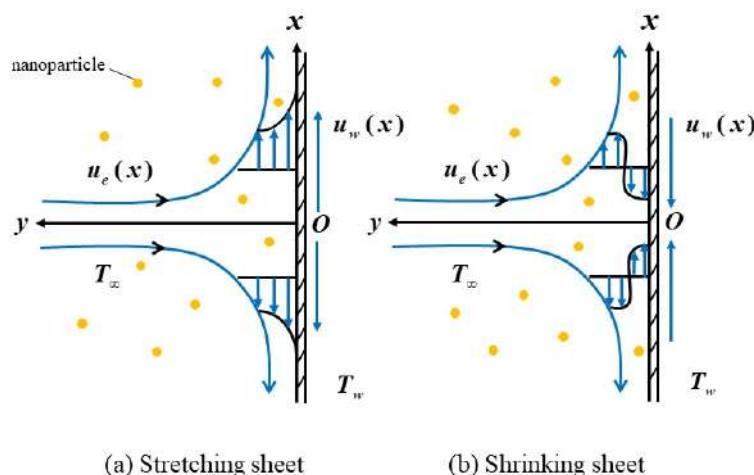 x
nanoparticle
u_w(x)
u_e(x)
y
O
T_∞
T_w
(a) Stretching sheet
x
u_w(x)
u_e(x)
y
O
T_∞
T_w
(b) Shrinking sheet